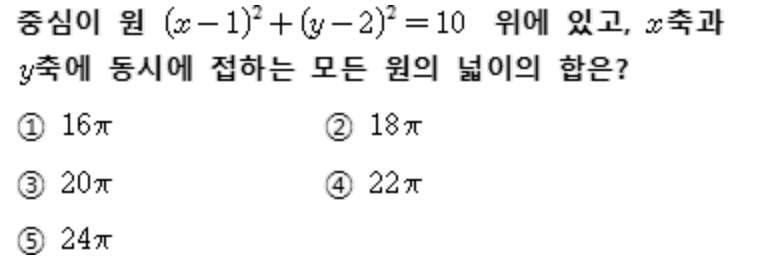 중심이 원 (x-1)²+(y-2)²=10 위에 있고, x축과
y축에 동시에 접하는 모든 원의 넓이의 합은?
① 16π ② 18π
③ 20π ④ 22π
⑤ 24π